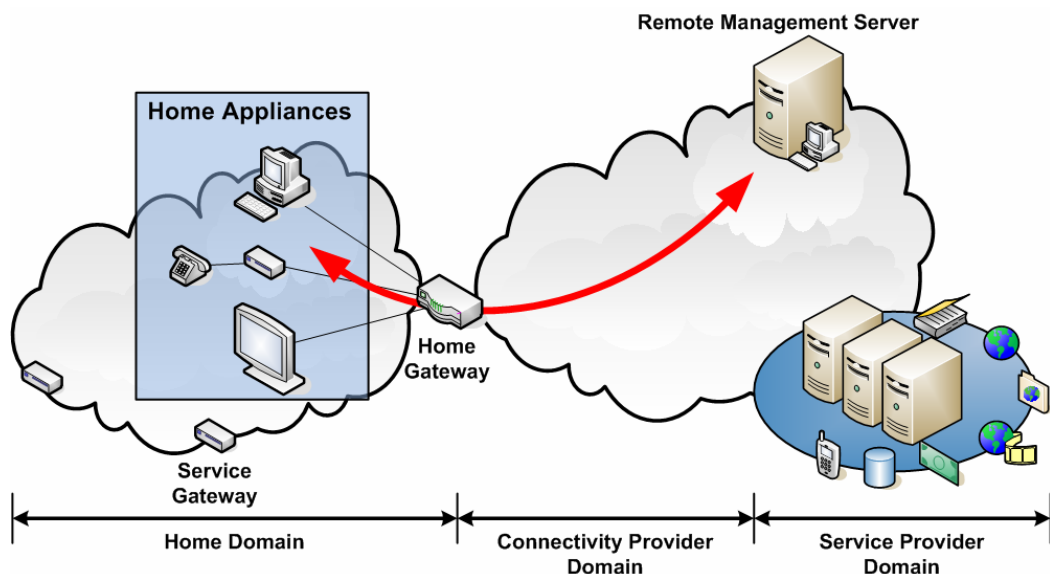 Remote Management Server
Home Appliances
Home
Gateway
Service
Gateway
Home Domain
Connectivity Provider
Domain
Service Provider
Domain